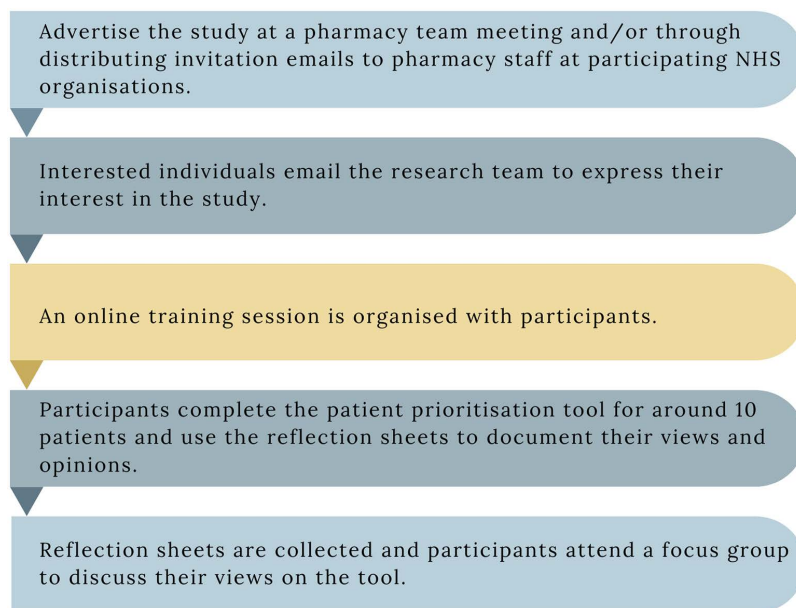 Advertise the study at a pharmacy team meeting and/or through
distributing invitation emails to pharmacy staff at participating NHS
organisations.
Interested individuals email the research team to express their
interest in the study.
An online training session is organised with participants.
Participants complete the patient prioritisation tool for around 10
patients and use the reflection sheets to document their views and
opinions.
Reflection sheets are collected and participants attend a focus group
to discuss their views on the tool.